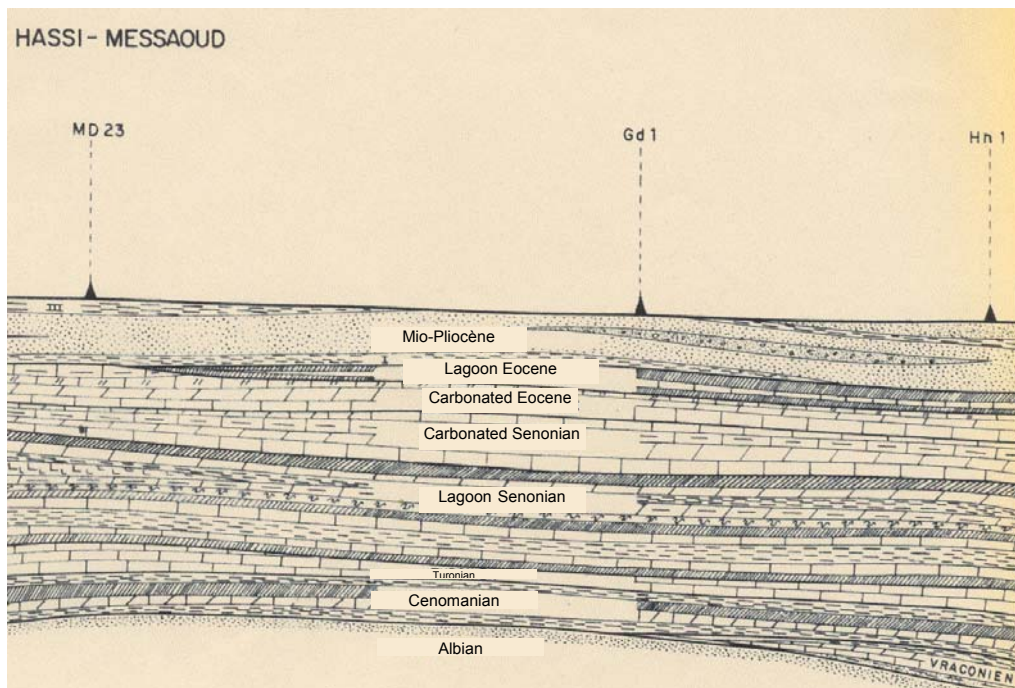 HASSI-MESSAOUD
MD 23
Gd 1
Hn 1
III
Mio-Pliocène
I
Lagoon Eocene
Carbonated Eocene
Carbonated Senonian
Lagoon Senonian
Turonian
Cenomanian
Albian
VRACONIEN